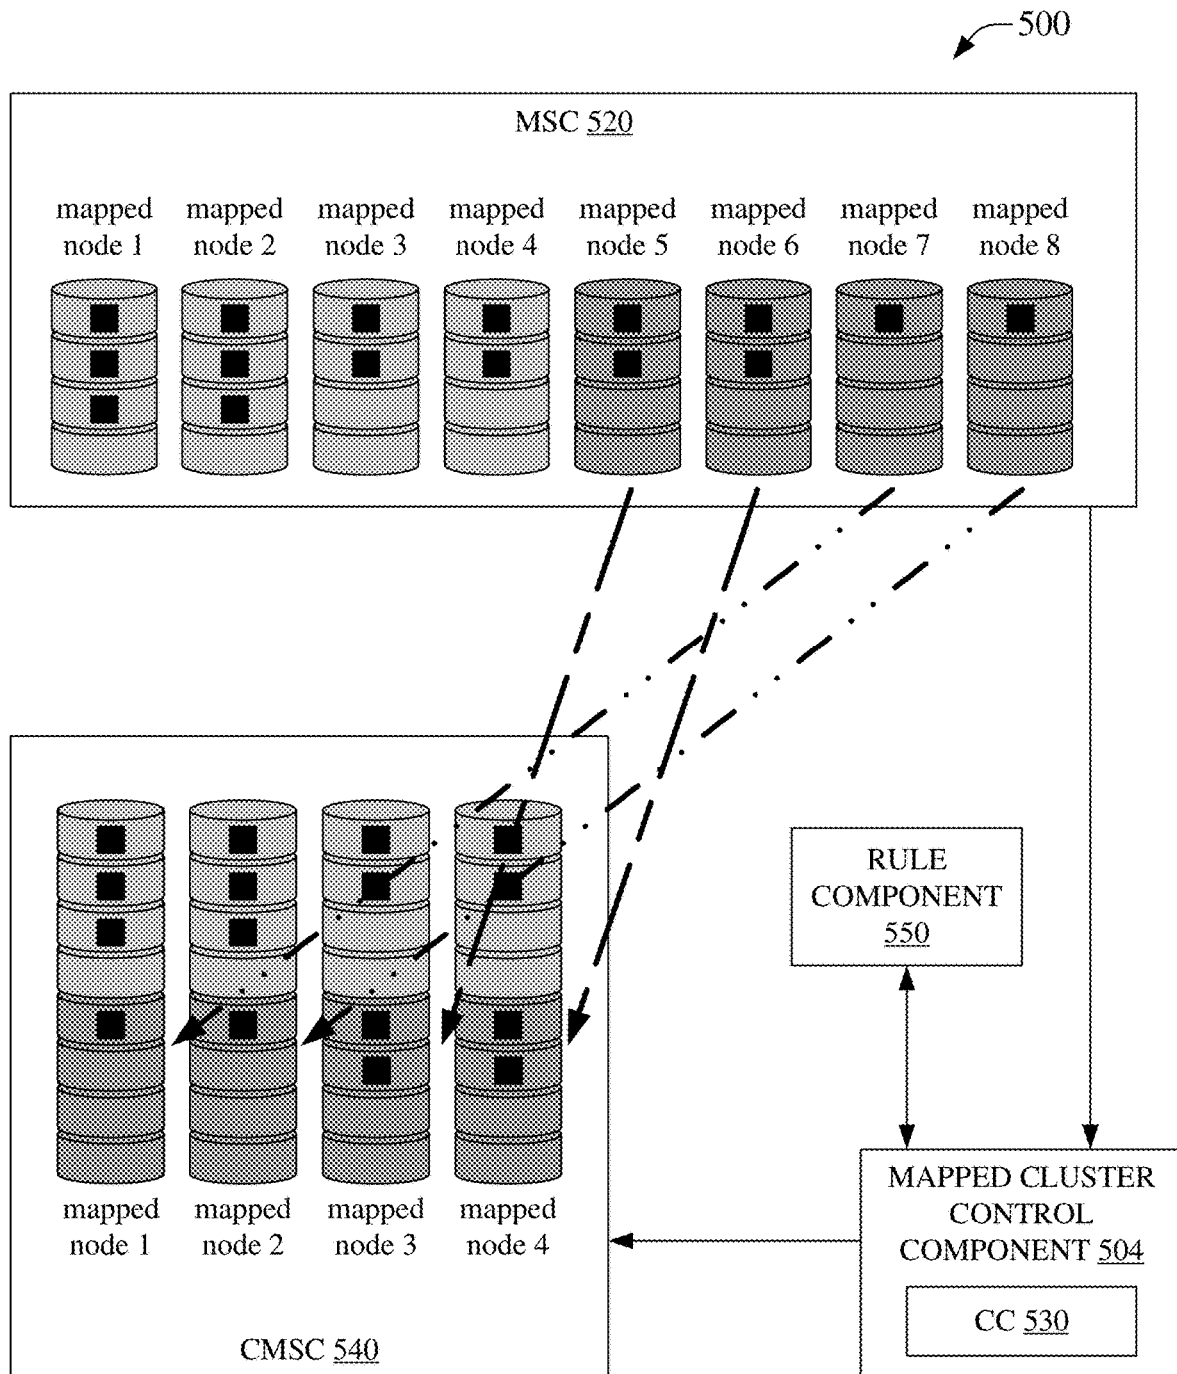 500
MSC 520
mapped node 1
mapped node 2
mapped node 3
mapped node 4
mapped node 5
mapped node 6
mapped node 7
mapped node 8
RULE
COMPONENT
550
mapped node 1
mapped node 2
mapped node 3
mapped node 4
MAPPED CLUSTER
CONTROL
COMPONENT 504
CC 530
CMSC 540